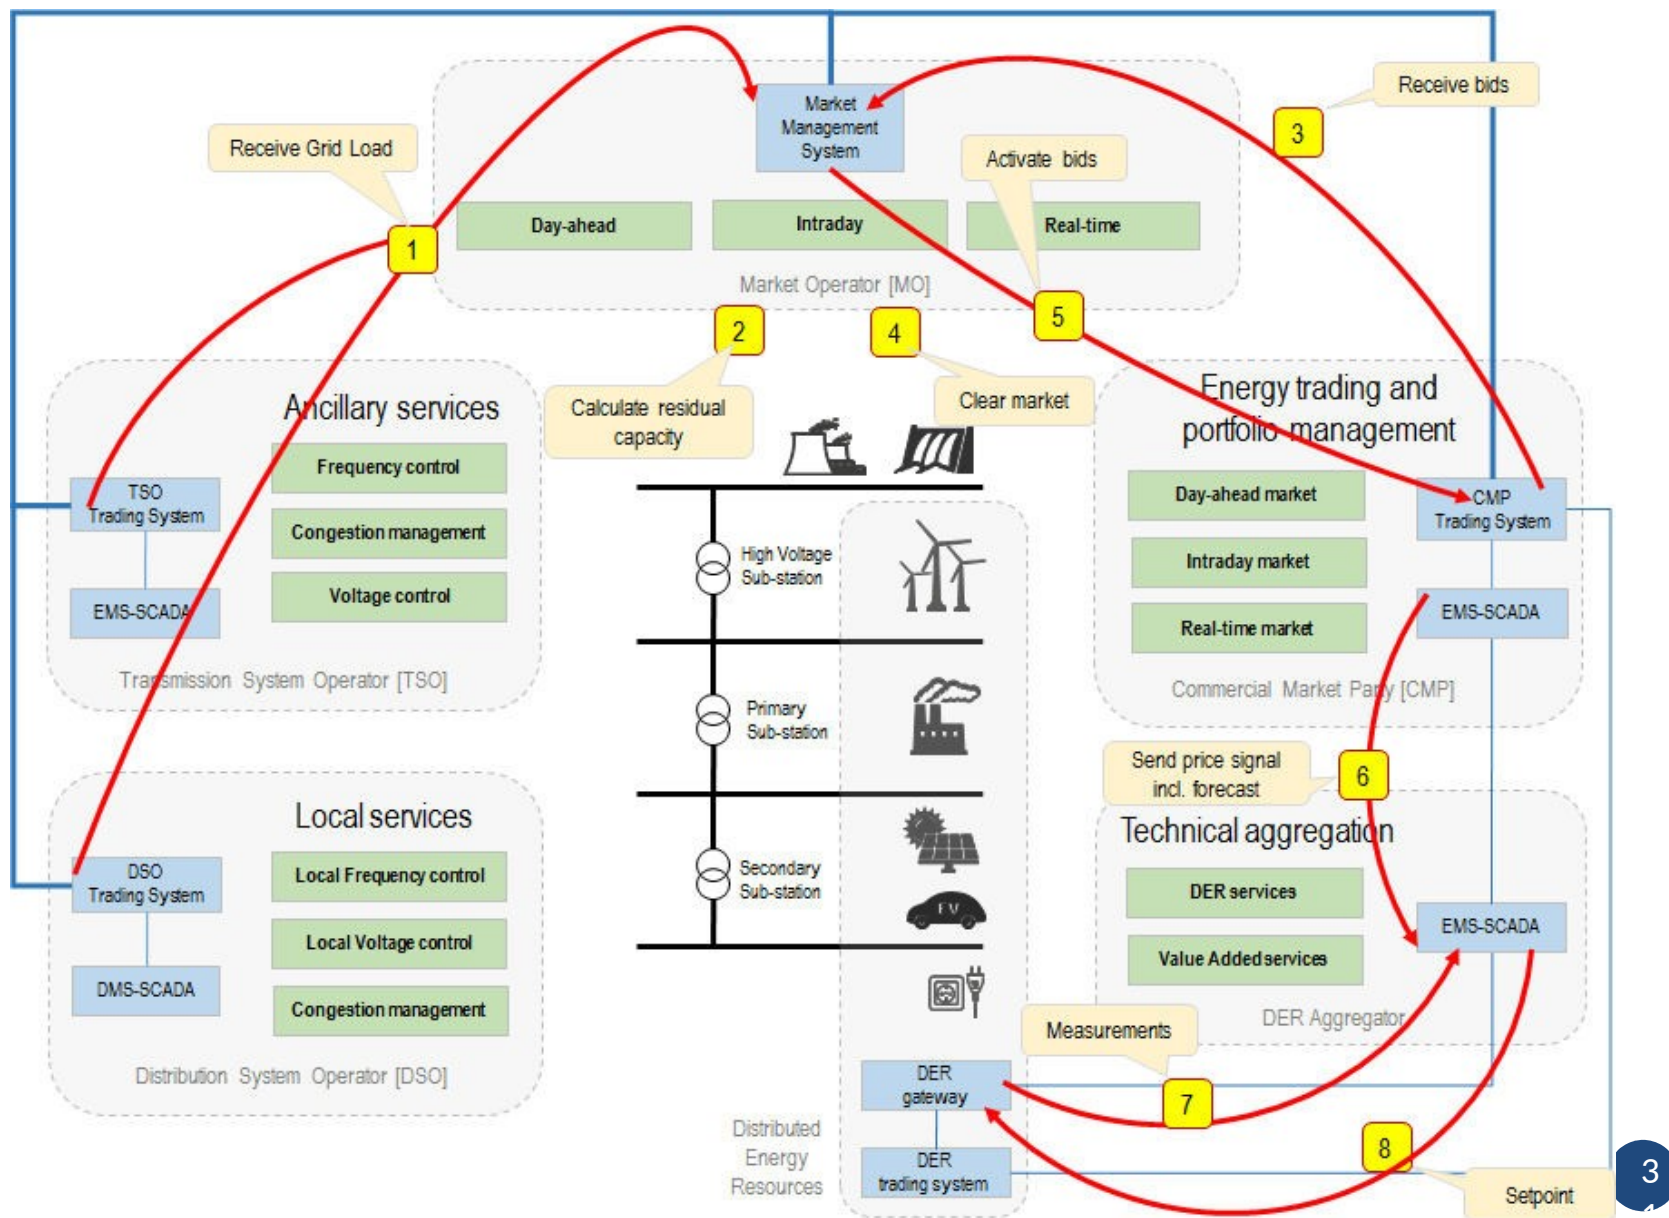 Receive Grid Load
1
Market
Management
System
Activate bids
3
Receive bids
Day-ahead
Intraday
Real-time
Market Operator [MO]
2
4
5
Calculate residual
capacity
Clear market
Ancillary services
Frequency control
Congestion management
Voltage control
TSO
Trading System
EMS-SCADA
Transmission System Operator [TSO]
Energy trading and
portfolio management
Day-ahead market
Intraday market
Real-time market
CMP
Trading System
EMS-SCADA
Commercial Market Party [CMP]
High Voltage
Sub-station
Primary
Sub-station
Secondary
Sub-station
EV
Local services
DSO
Trading System
DMS-SCADA
Local Frequency control
Local Voltage control
Congestion management
Distribution System Operator [DSO]
Send price signal
incl. forecast
6
Technical aggregation
DER services
Value Added services
EMS-SCADA
DER Aggregator
Measurements
7
DER
gateway
DER
trading system
Distributed
Energy
Resources
8
Setpoint
3